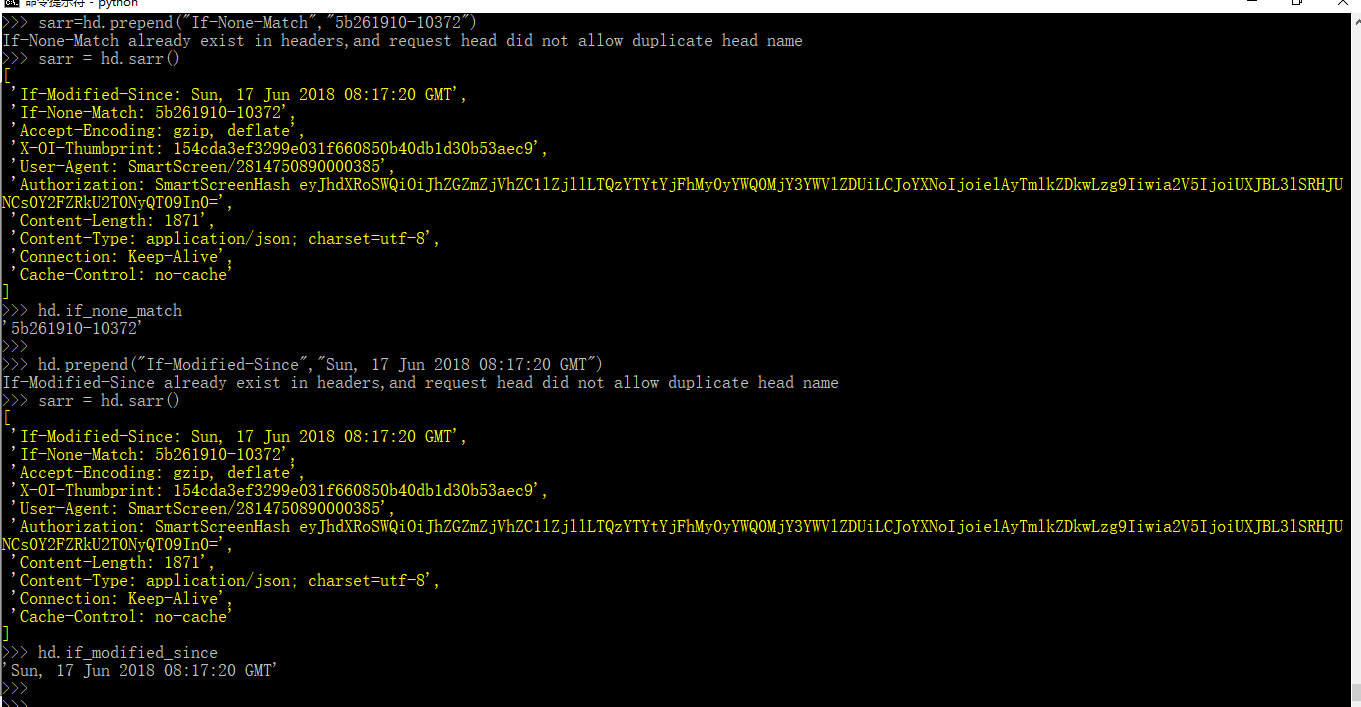 命令提示符 - python
>>> sarr=hd.prepend("If-None-Match","5b261910-10372")
If-None-Match already exist in headers,and request head did not allow duplicate head name
>>> sarr = hd.sarr()
[
 'If-Modified-Since: Sun, 17 Jun 2018 08:17:20 GMT',
 'If-None-Match: 5b261910-10372',
 'Accept-Encoding: gzip, deflate',
 'X-OI-Thumbprint: 154cda3ef3299e031f660850b40db1d30b53aec9',
 'User-Agent: SmartScreen/2814750890000385',
 'Authorization: SmartScreenHash eyJhdXRoSWQiOiJhZGZmZjVhZC1lZjllLTQzYTYtYjFhMy0yYWQ0MjY3YWVlZDUiLCJoYXNoIjoielAyTmlkZDkwLzg9Iiwia2V5IjoiUXJBL3lSRHJU
NCs0Y2FZRkU2T0NyQT09In0=',
 'Content-Length: 1871',
 'Content-Type: application/json; charset=utf-8',
 'Connection: Keep-Alive',
 'Cache-Control: no-cache'
]
>>> hd.if_none_match
'5b261910-10372'
>>>
>>> hd.prepend("If-Modified-Since","Sun, 17 Jun 2018 08:17:20 GMT")
If-Modified-Since already exist in headers,and request head did not allow duplicate head name
>>> sarr = hd.sarr()
[
 'If-Modified-Since: Sun, 17 Jun 2018 08:17:20 GMT',
 'If-None-Match: 5b261910-10372',
 'Accept-Encoding: gzip, deflate',
 'X-OI-Thumbprint: 154cda3ef3299e031f660850b40db1d30b53aec9',
 'User-Agent: SmartScreen/2814750890000385',
 'Authorization: SmartScreenHash eyJhdXRoSWQiOiJhZGZmZjVhZC1lZjllLTQzYTYtYjFhMy0yYWQ0MjY3YWVlZDUiLCJoYXNoIjoielAyTmlkZDkwLzg9Iiwia2V5IjoiUXJBL3lSRHJU
NCs0Y2FZRkU2T0NyQT09In0=',
 'Content-Length: 1871',
 'Content-Type: application/json; charset=utf-8',
 'Connection: Keep-Alive',
 'Cache-Control: no-cache'
]
>>> hd.if_modified_since
'Sun, 17 Jun 2018 08:17:20 GMT'
>>>
>>>